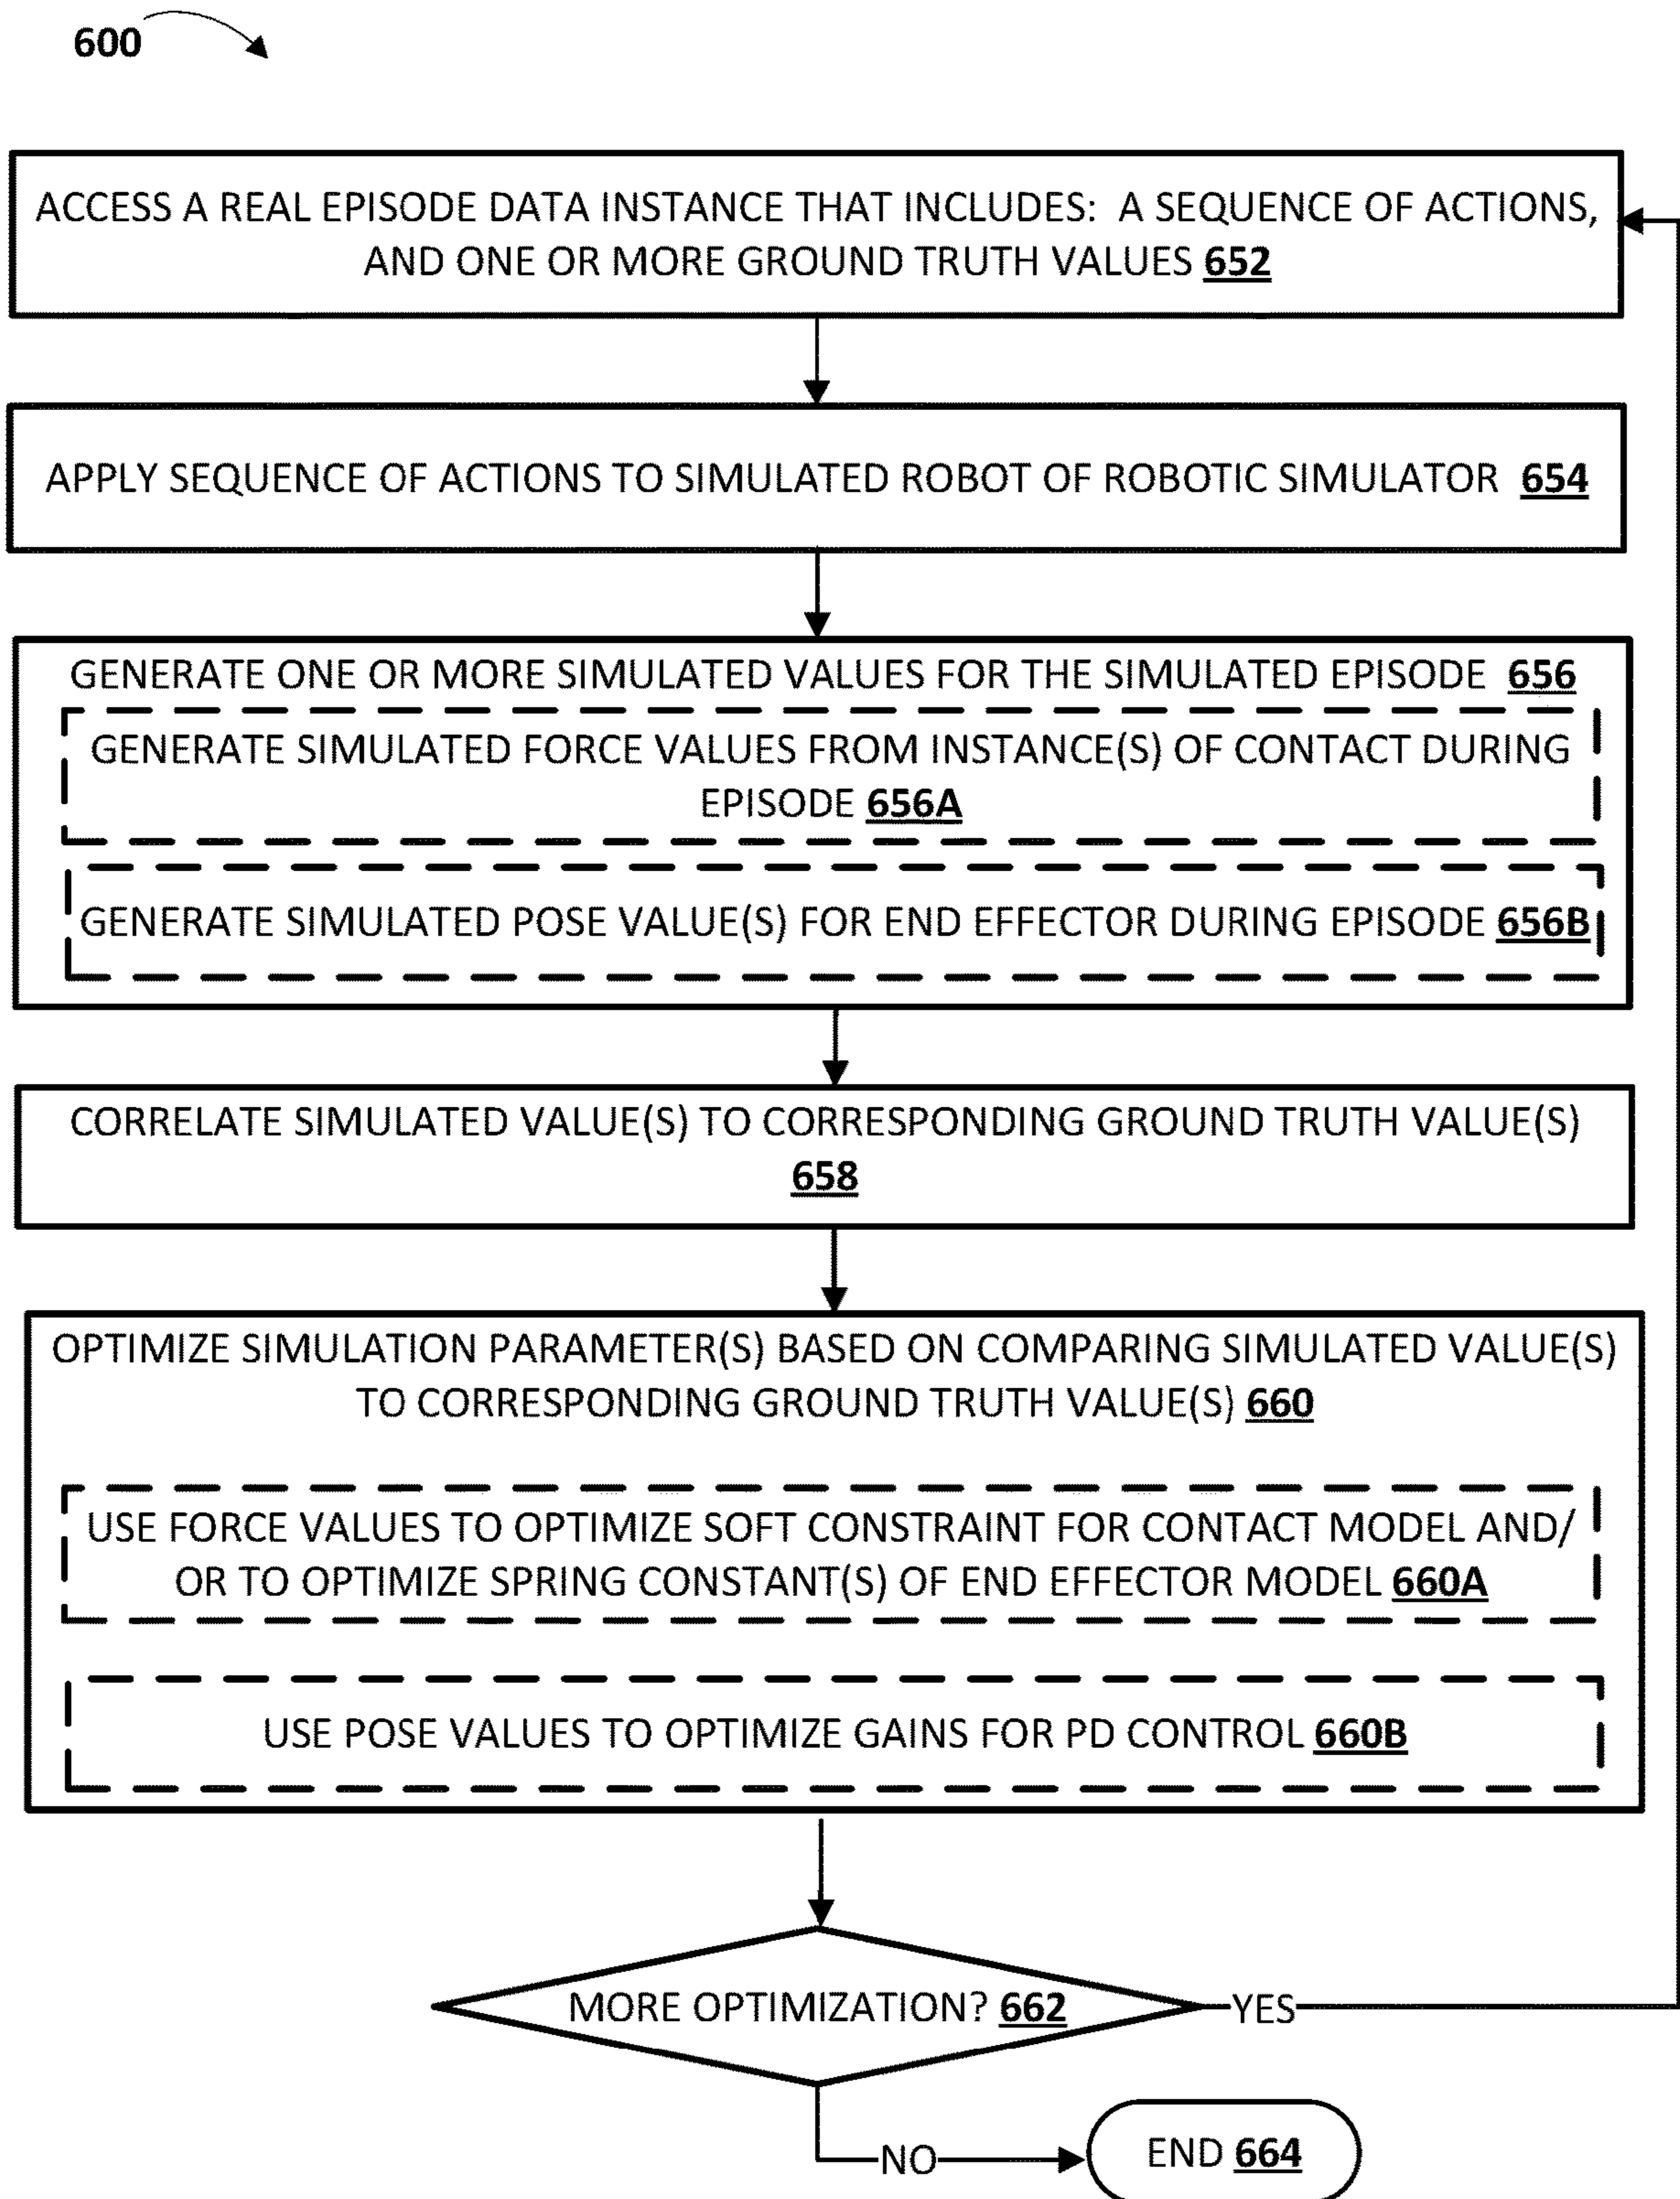 600
ACCESS A REAL EPISODE DATA INSTANCE THAT INCLUDES: A SEQUENCE OF ACTIONS,
AND ONE OR MORE GROUND TRUTH VALUES 652
APPLY SEQUENCE OF ACTIONS TO SIMULATED ROBOT OF ROBOTIC SIMULATOR 654
GENERATE ONE OR MORE SIMULATED VALUES FOR THE SIMULATED EPISODE 656
GENERATE SIMULATED FORCE VALUES FROM INSTANCE(S) OF CONTACT DURING
EPISODE 656A
GENERATE SIMULATED POSE VALUE(S) FOR END EFFECTOR DURING EPISODE 656B
CORRELATE SIMULATED VALUE(S) TO CORRESPONDING GROUND TRUTH VALUE(S)
658
OPTIMIZE SIMULATION PARAMETER(S) BASED ON COMPARING SIMULATED VALUE(S)
TO CORRESPONDING GROUND TRUTH VALUE(S) 660
USE FORCE VALUES TO OPTIMIZE SOFT CONSTRAINT FOR CONTACT MODEL AND/
OR TO OPTIMIZE SPRING CONSTANT(S) OF END EFFECTOR MODEL 660A
USE POSE VALUES TO OPTIMIZE GAINS FOR PD CONTROL 660B
MORE OPTIMIZATION? 662
YES
NO
END 664